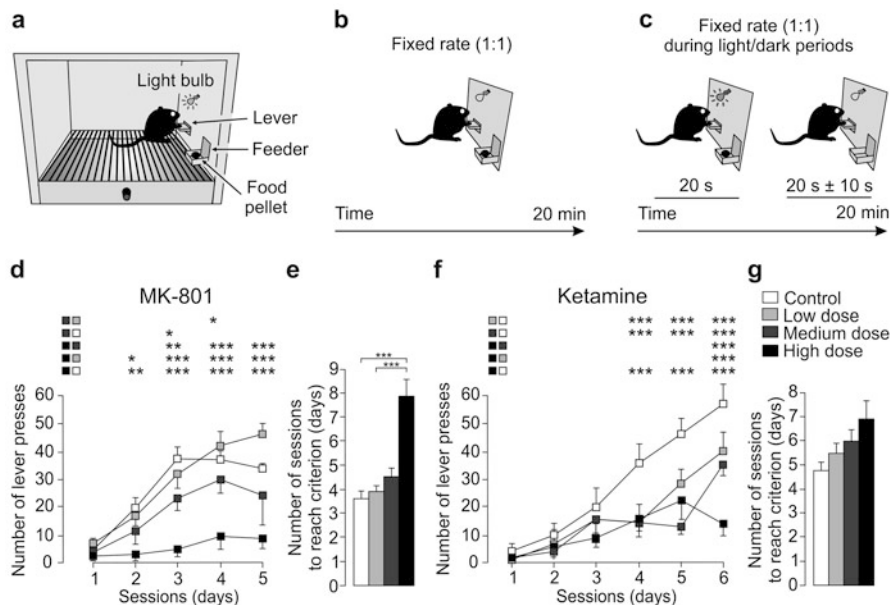 a
Light bulb
Lever
Feeder
Food
pellet
b
Fixed rate (1:1)
Time
20 min
c
Fixed rate (1:1)
during light/dark periods
20 s
20 s ± 10 s
Time
20 min
d
MK-801
*
*
** *** ***
* *** *** ***
** *** *** ***
Number of lever presses
60
50
40
30
20
10
0
1 2 3 4 5
Sessions (days)
e
***
***
Number of sessions
to reach criterion (days)
9
8
7
6
5
4
3
2
1
0
f
Ketamine
*** *** ***
*** *** ***
***
***
*** *** ***
Number of lever presses
60
50
40
30
20
10
0
1 2 3 4 5 6
Sessions (days)
g
Control
Low dose
Medium dose
High dose
Number of sessions
to reach criterion (days)
9
8
7
6
5
4
3
2
1
0